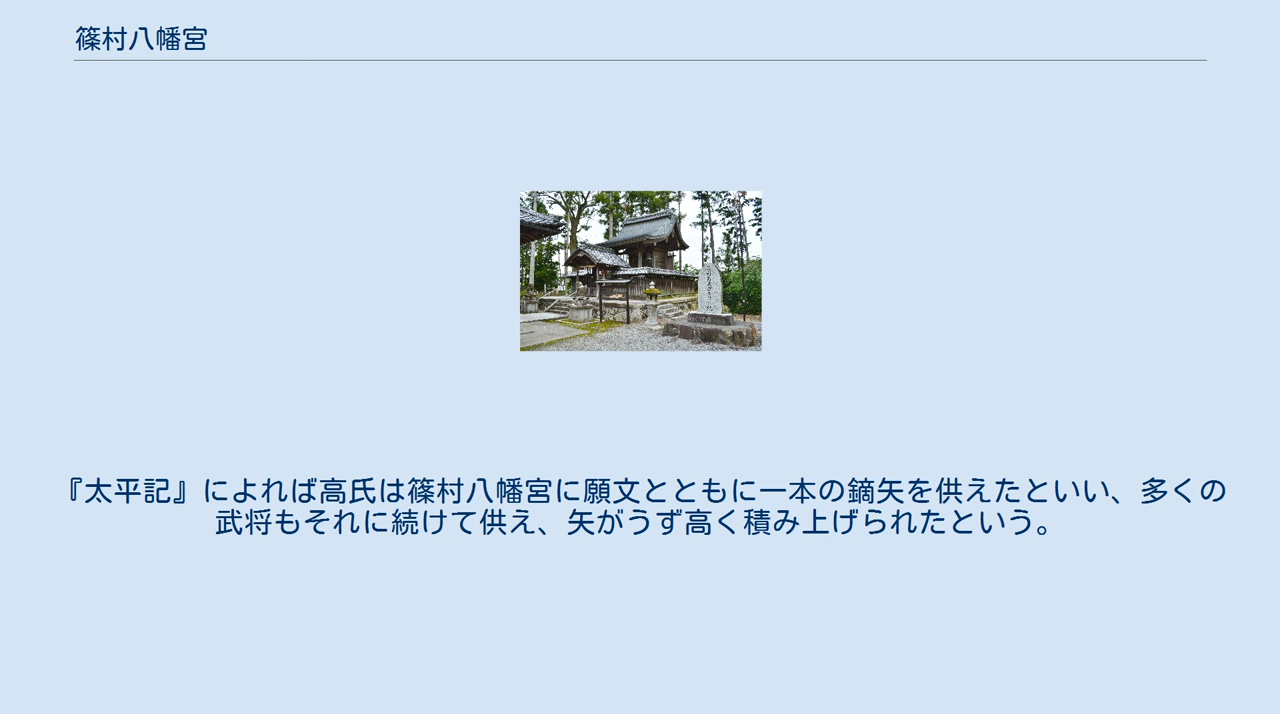 篠村八幡宮
『太平記』によれば高氏は篠村八幡宮に願文とともに一本の鏑矢を供えたといい、多くの
武将もそれに続けて供え、矢がうず高く積み上げられたという。